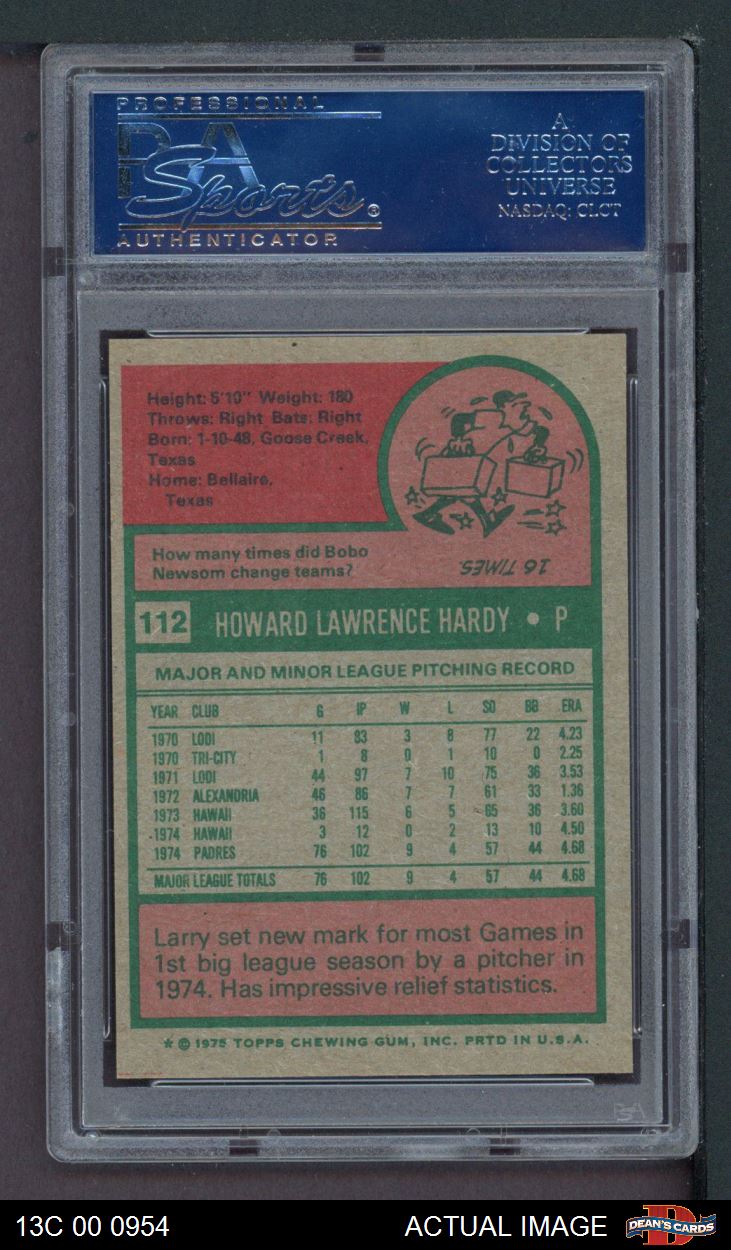 PROFESSIONAL
PSA
Sports ®
AUTHENTICATOR
A
DIVISION OF
COLLECTORS
UNIVERSE
NASDAQ: CLCT
Height: 5'10" Weight: 180
Throws: Right Bats: Right
Born: 1-10-48, Goose Creek,
Texas
Home: Bellaire,
Texas
How many times did Bobo
Newsom change teams?
16 TIMES
112 HOWARD LAWRENCE HARDY • P
MAJOR AND MINOR LEAGUE PITCHING RECORD
YEAR CLUB G IP W L SO BB ERA
1970 LODI 11 83 3 8 77 22 4.23
1970 TRI-CITY 1 8 0 1 10 0 2.25
1971 LODI 44 97 7 10 75 36 3.53
1972 ALEXANDRIA 46 86 7 7 61 33 1.36
1973 HAWAII 36 115 6 5 65 36 3.60
1974 HAWAII 3 12 0 2 13 10 4.50
1974 PADRES 76 102 9 4 57 44 4.68
MAJOR LEAGUE TOTALS 76 102 9 4 57 44 4.68
Larry set new mark for most Games in
1st big league season by a pitcher in
1974. Has impressive relief statistics.
* © 1975 TOPPS CHEWING GUM, INC. PRTD IN U.S.A.
13C 00 0954 ACTUAL IMAGE D DEAN'S CARDS